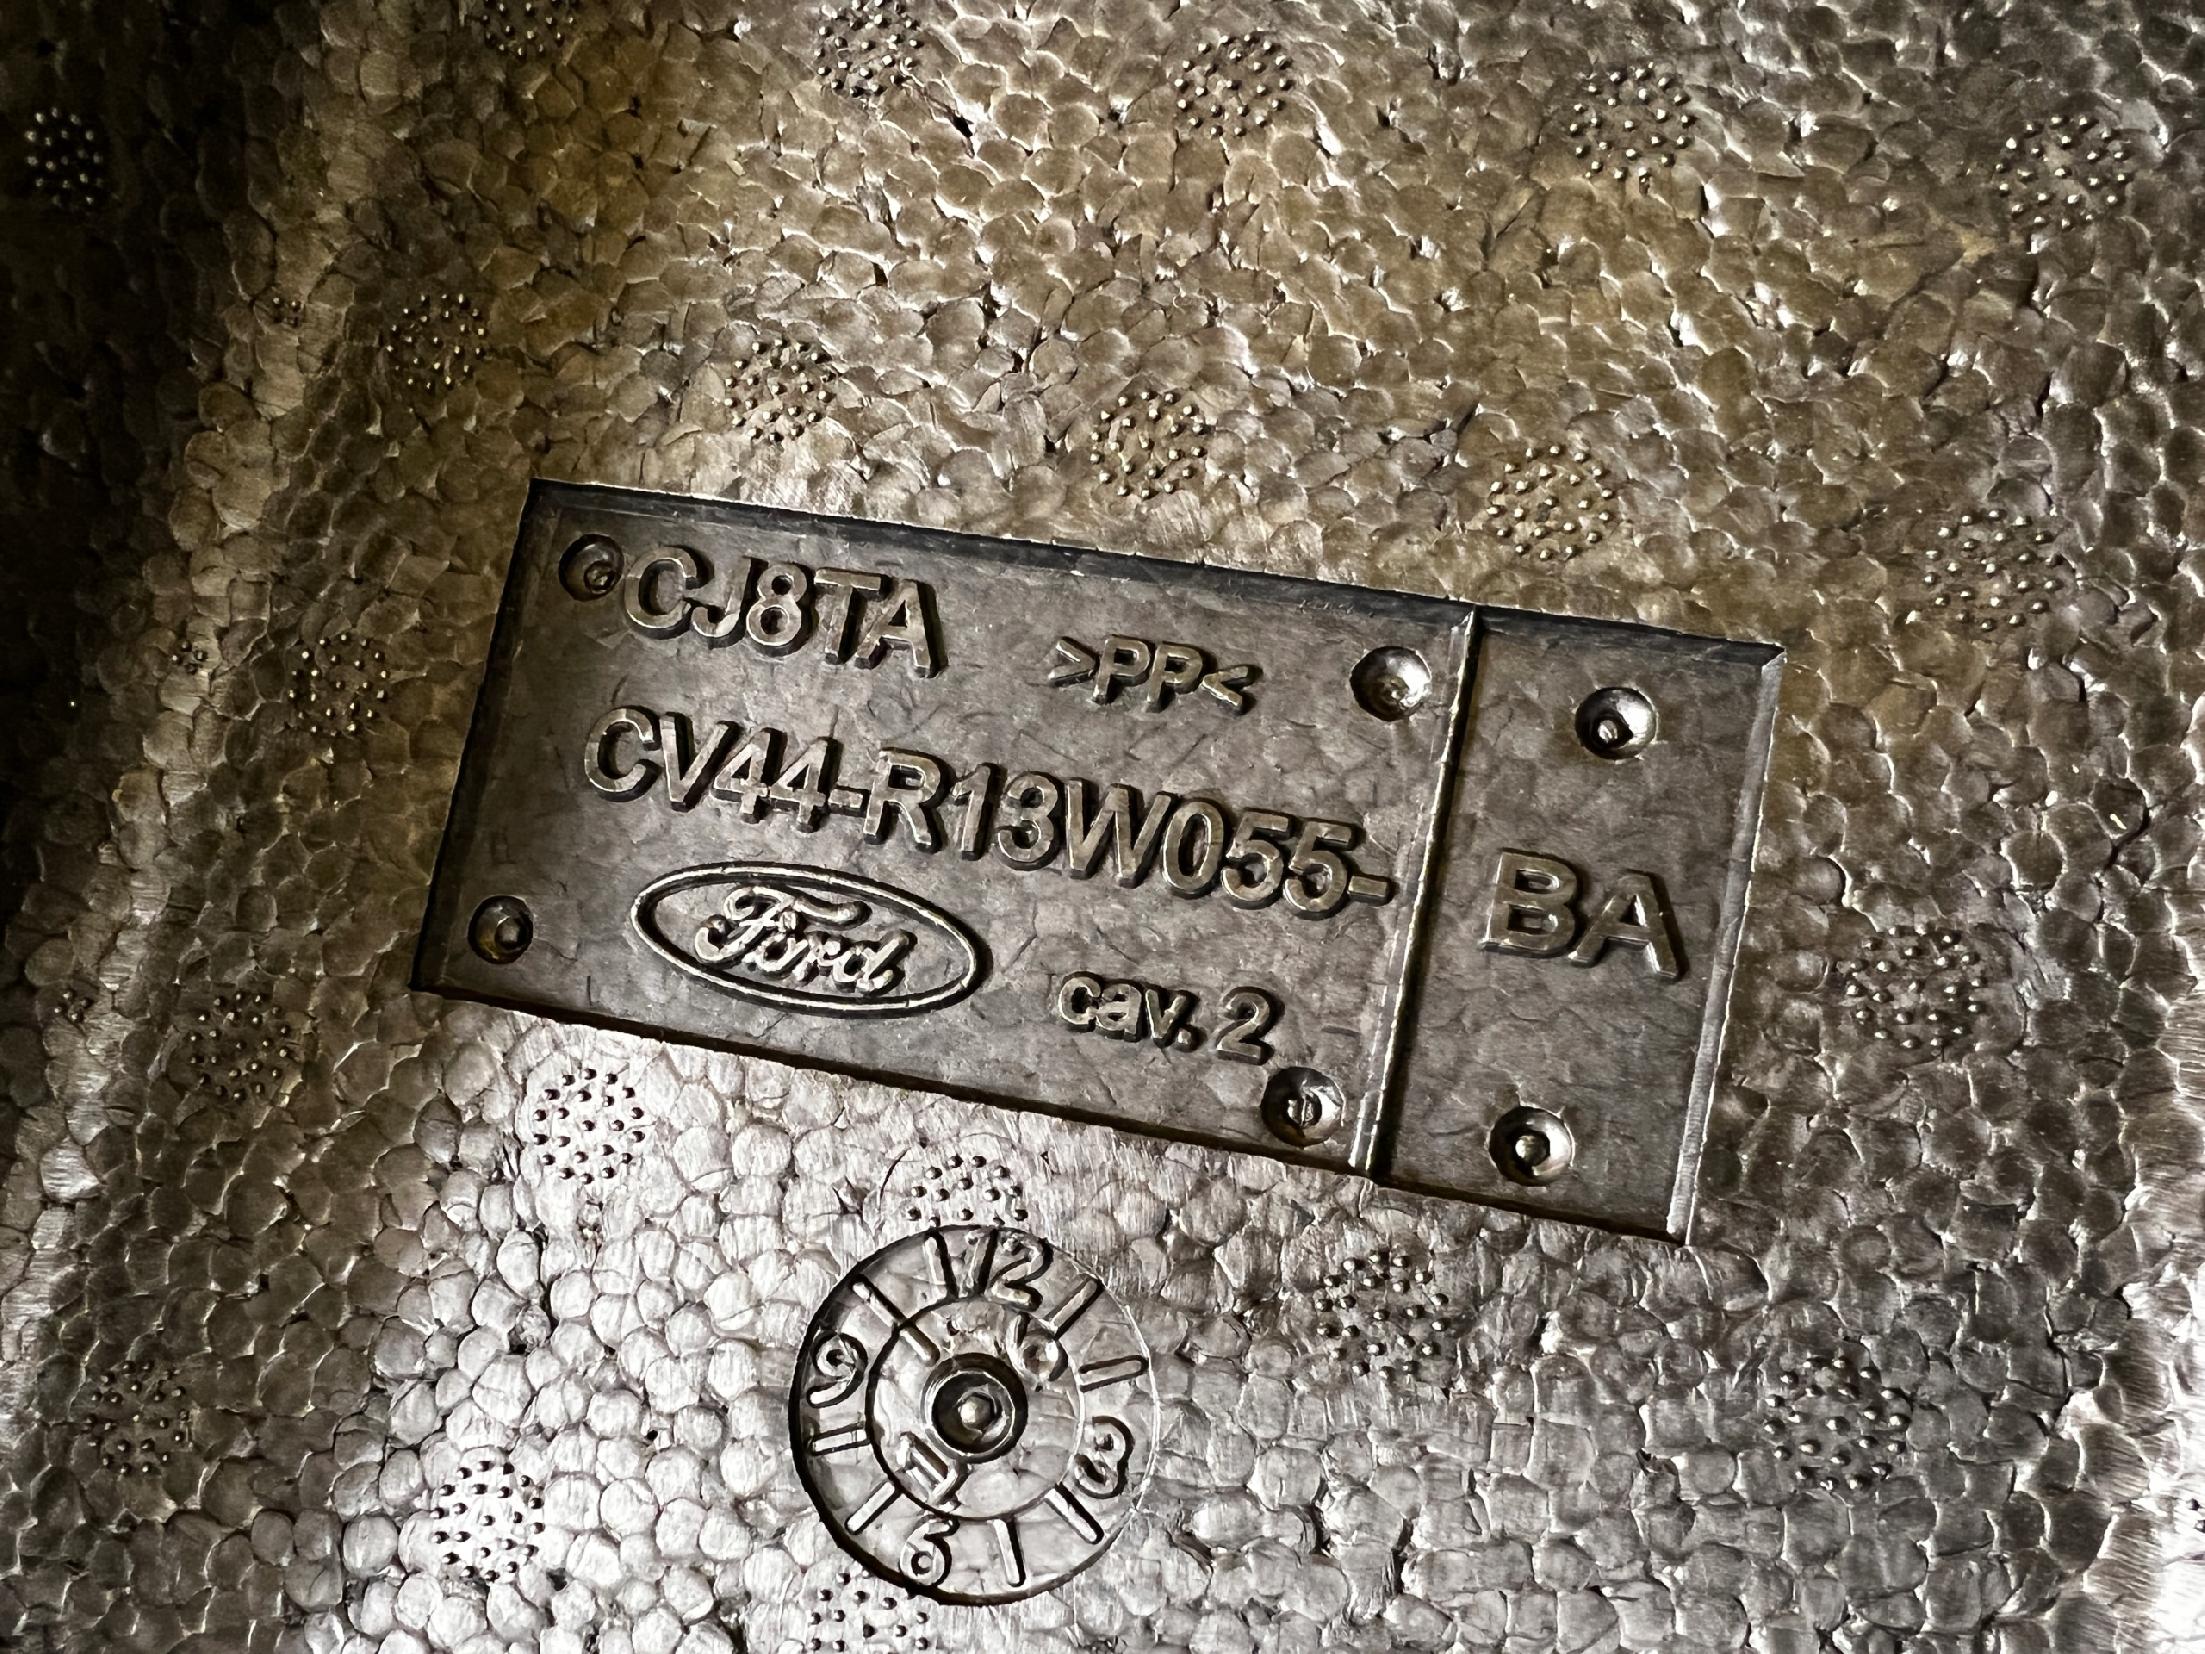 CJ8TA >PP<
CV44-R13W055- BA
Ford cav. 2
12
9 3
6